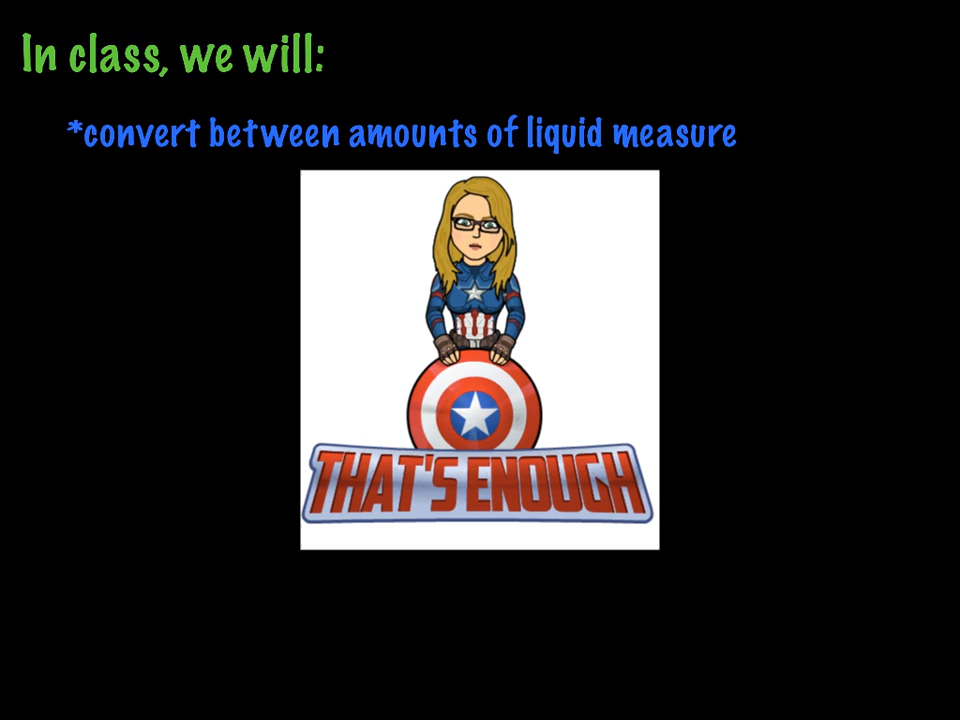 In class, we will:
*convert between amounts of liquid measure
THAT'S ENOUGH